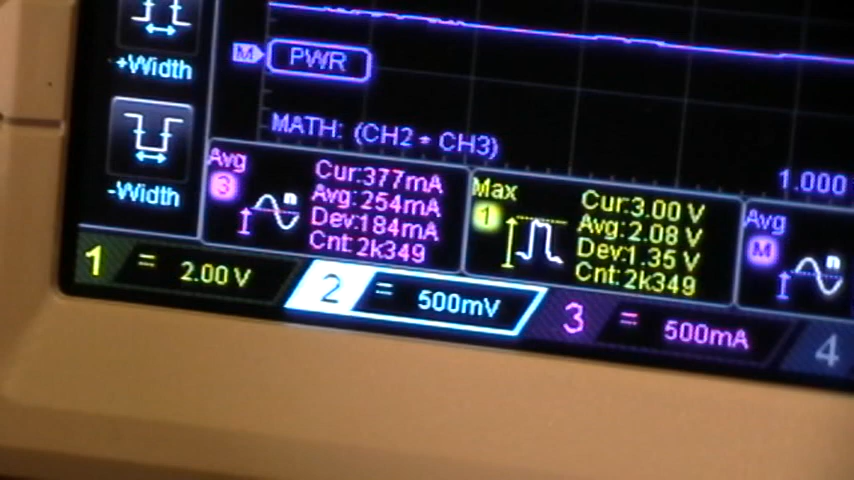 +Width
M
PWR
MATH: (CH2 * CH3)
1.000
-Width
Avg
3
n
Cur:377mA
Avg:254mA
Dev:184mA
Cnt:2k349
Max
1
Cur:3.00 V
Avg:2.08 V
Dev:1.35 V
Cnt:2k349
Avg
M
n
1 = 2.00 V
2 = 500mV
3 = 500mA
4